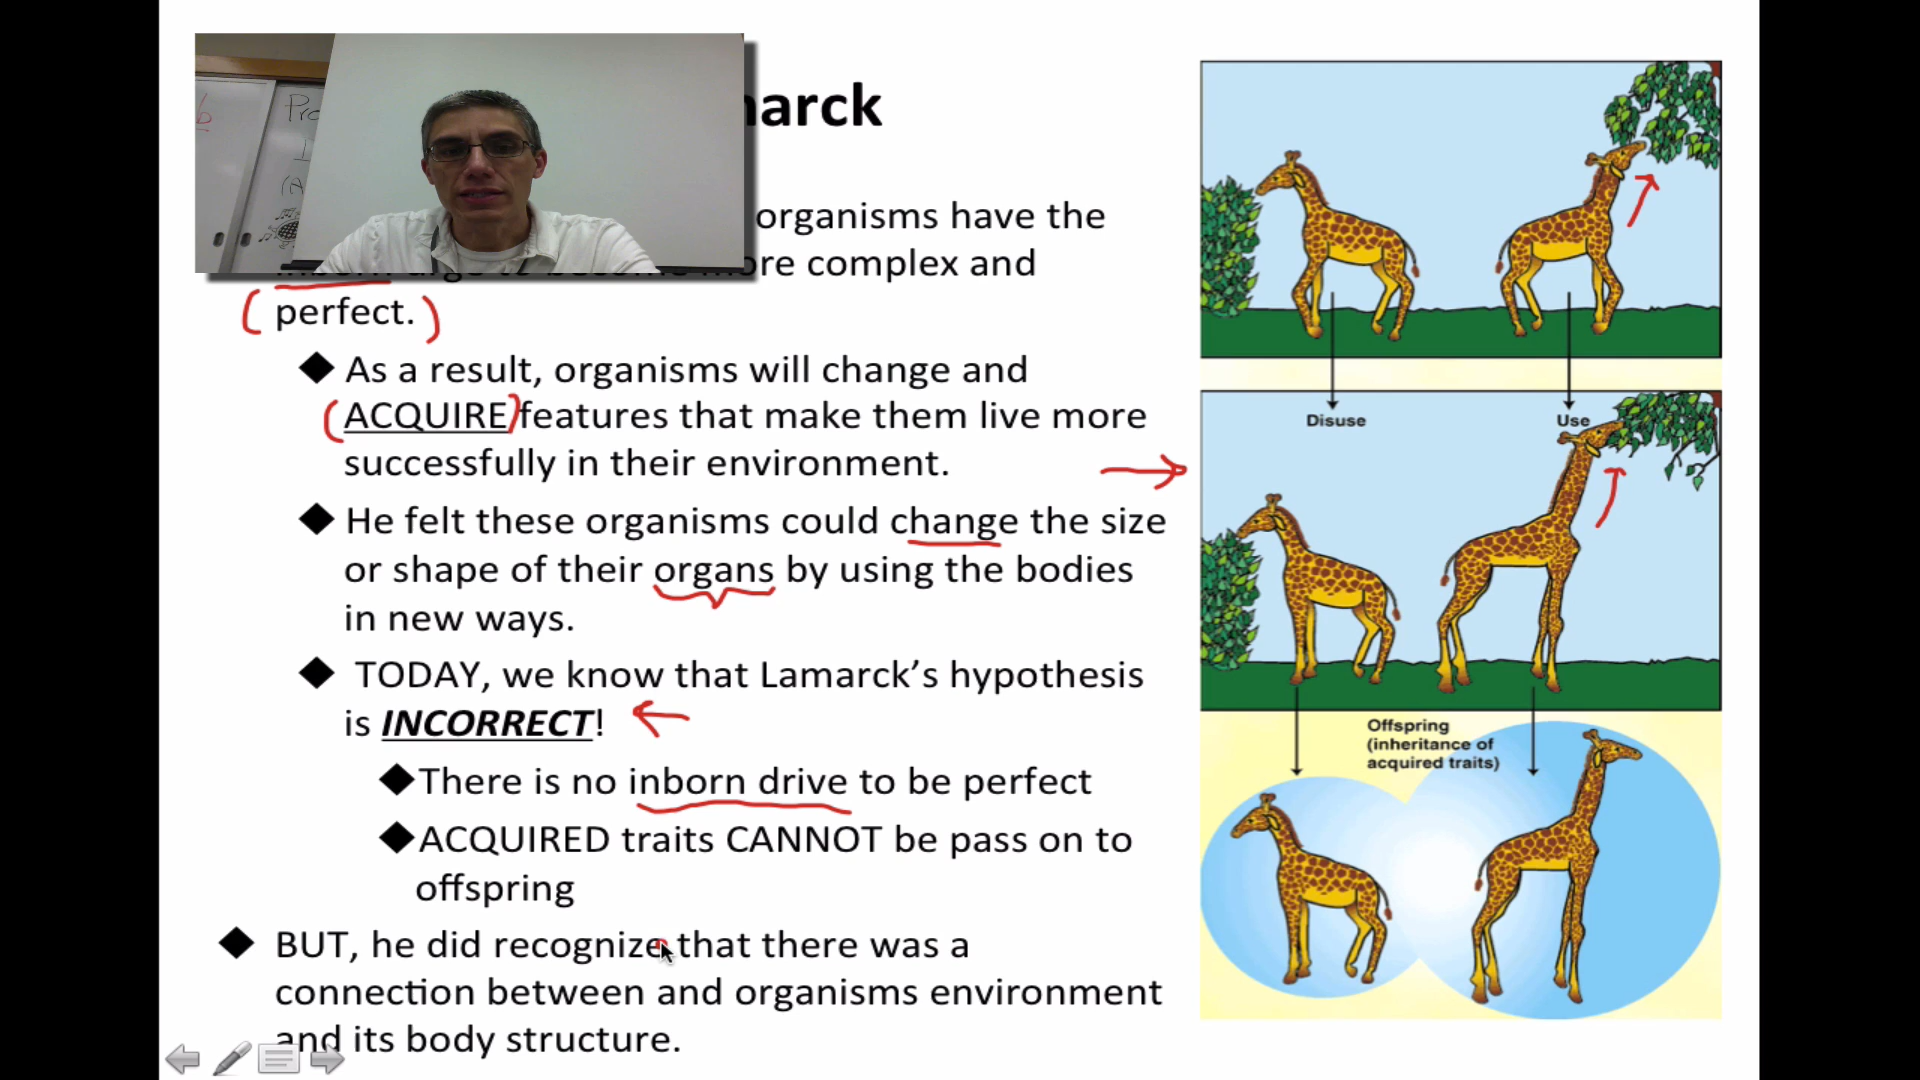 marck
organisms have the
more complex and
perfect.
As a result, organisms will change and
ACQUIRE features that make them live more
successfully in their environment.
He felt these organisms could change the size
or shape of their organs by using the bodies
in new ways.
TODAY, we know that Lamarck’s hypothesis
is INCORRECT!
There is no inborn drive to be perfect
ACQUIRED traits CANNOT be pass on to
offspring
BUT, he did recognize that there was a
connection between and organisms environment
and its body structure.
Disuse
Use
Offspring
(inheritance of
acquired traits)